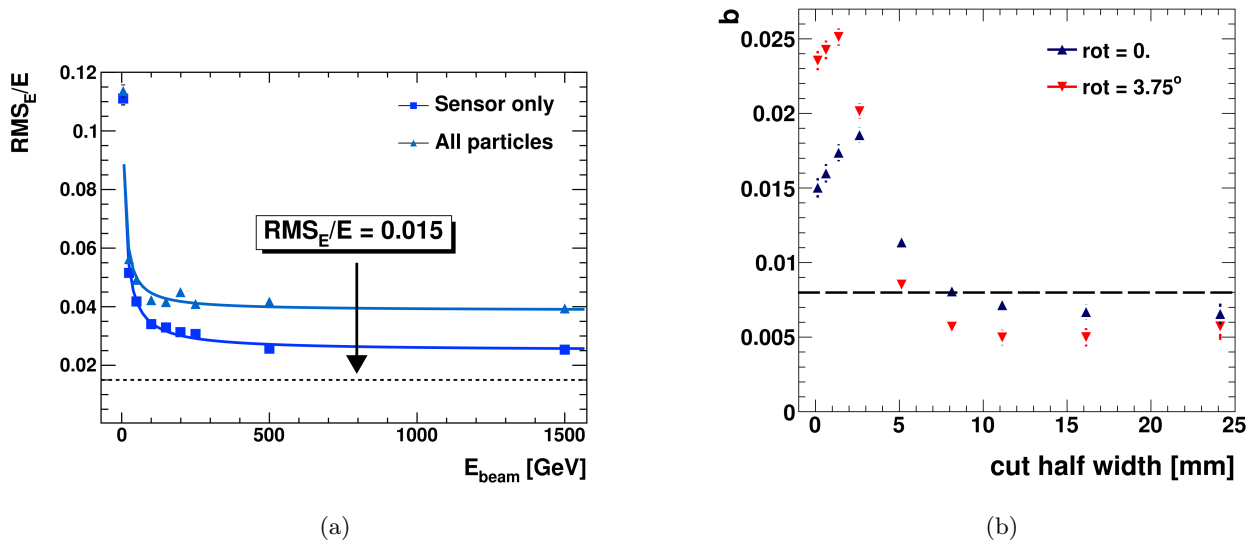 RMS_E/E
0.12
0.1
0.08
0.06
0.04
0.02
Sensor only
All particles
RMS_E/E = 0.015
0
500
1000
1500
E_beam [GeV]
(a)
b
0.025
0.02
0.015
0.01
0.005
0
rot = 0.
rot = 3.75°
0
5
10
15
20
25
cut half width [mm]
(b)